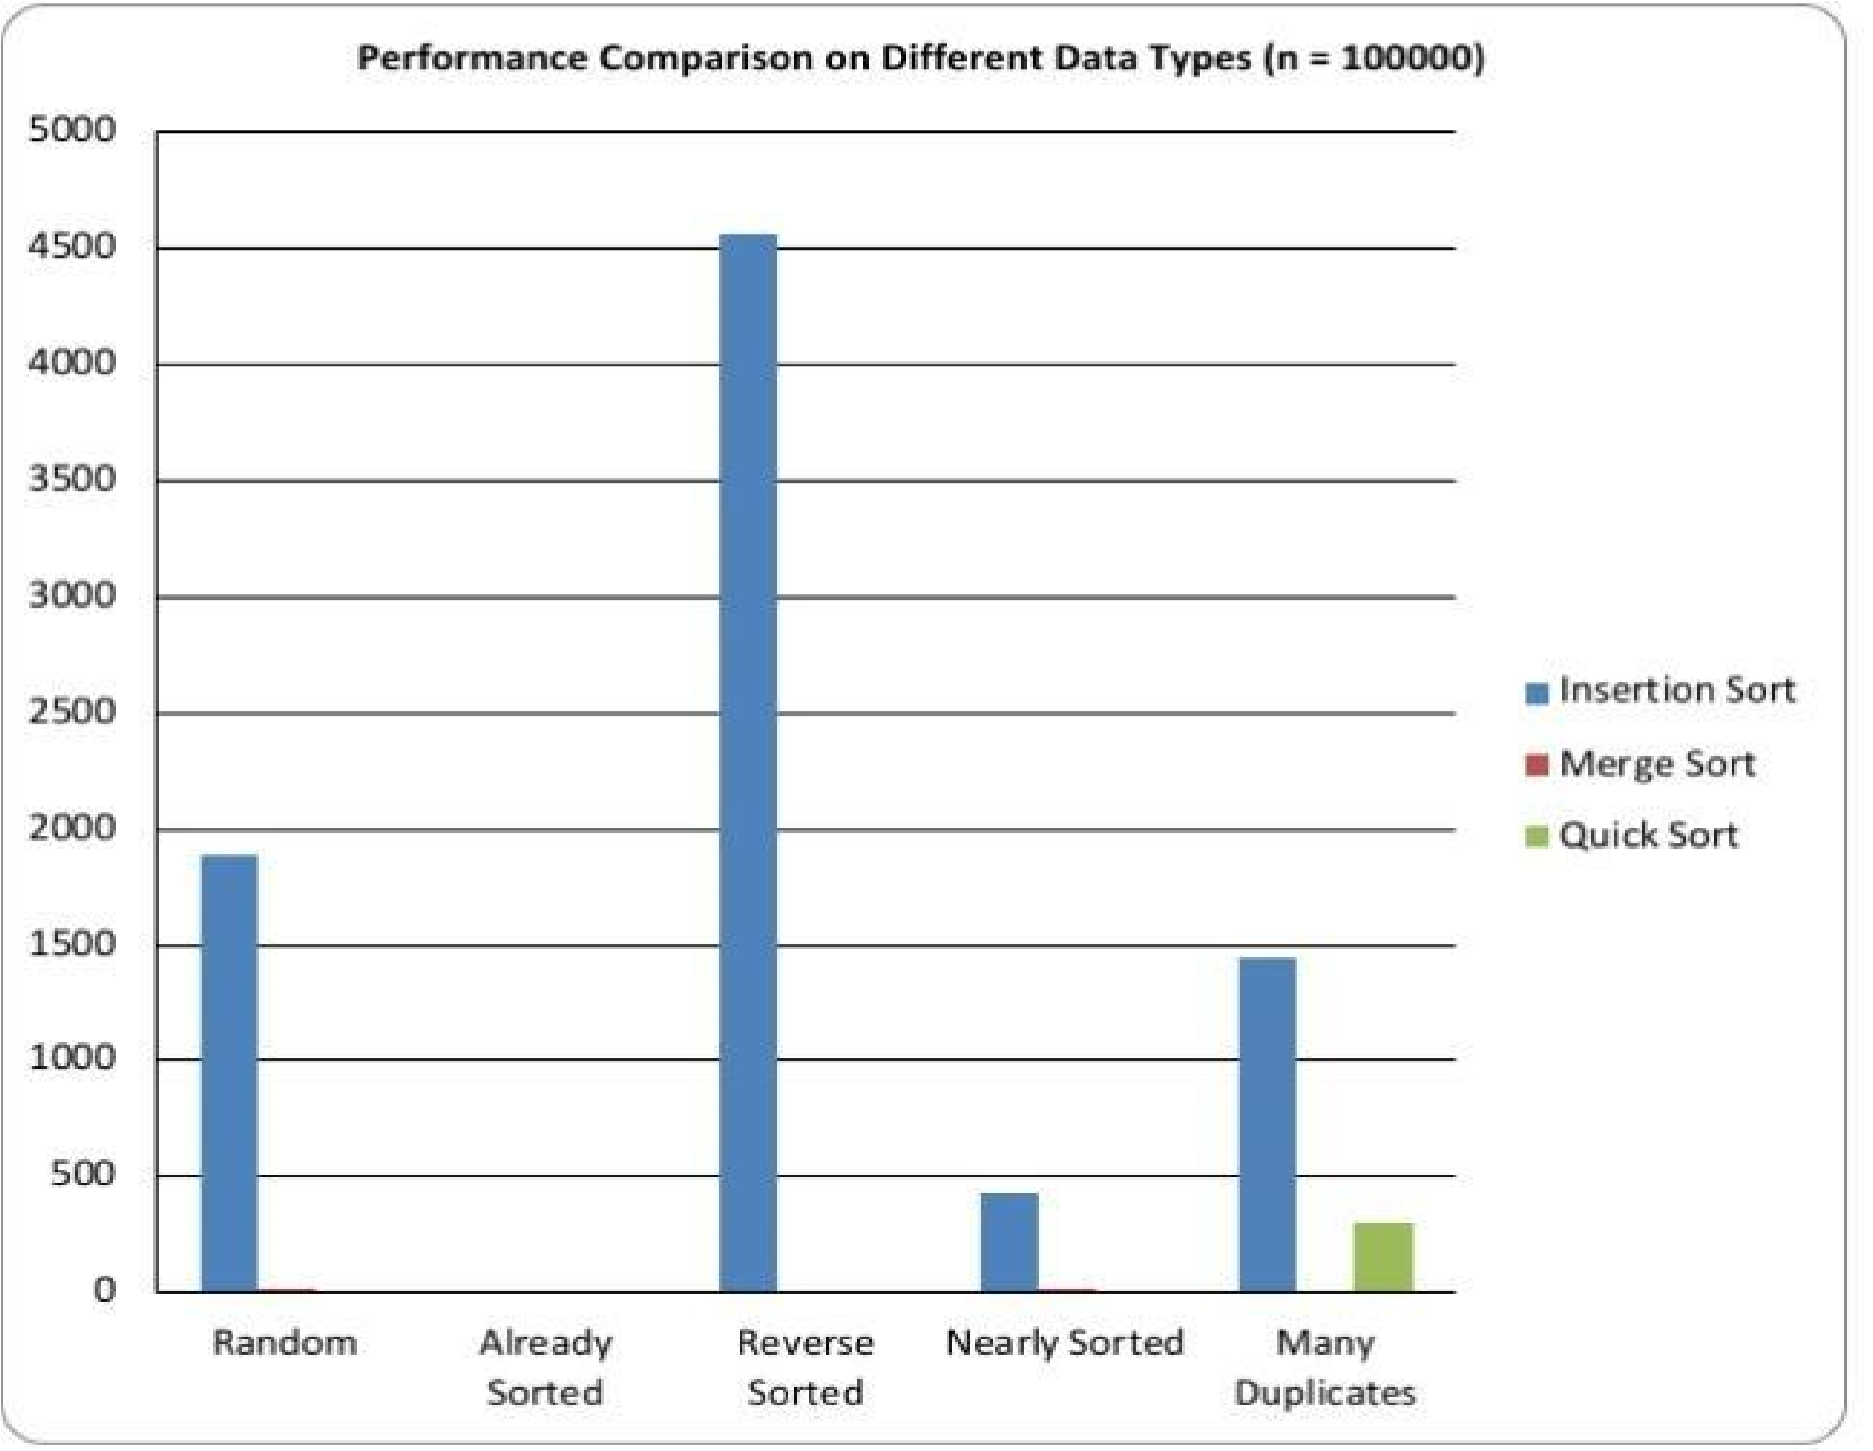 Performance Comparison on Different Data Types (n = 100000)
5000
4500
4000
3500
3000
2500
2000
1500
1000
500
0
Random
Already
Sorted
Reverse
Sorted
Nearly Sorted
Many
Duplicates
Insertion Sort
Merge Sort
Quick Sort